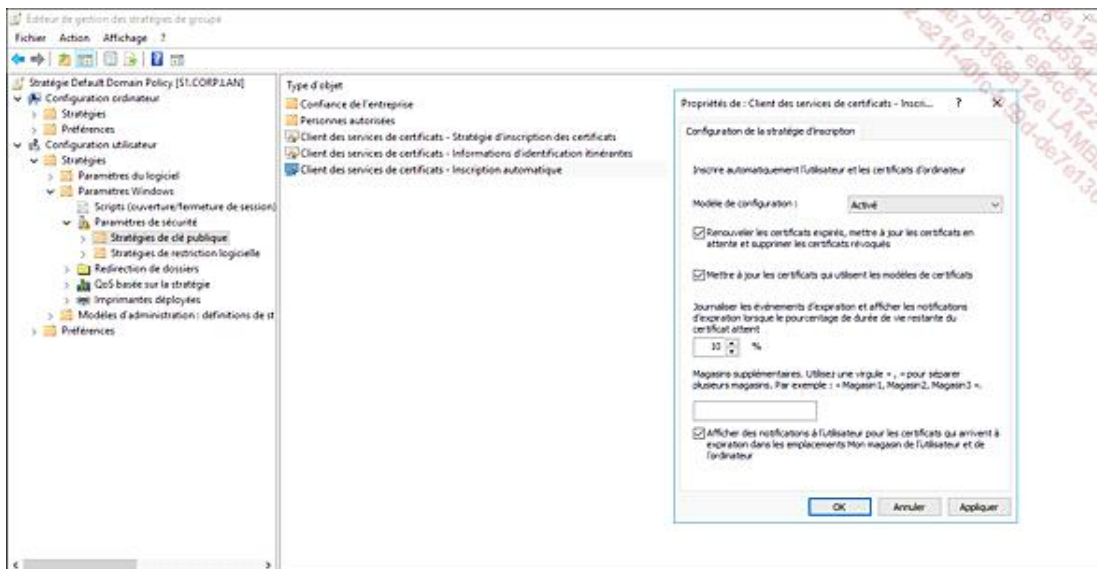 Éditeur de gestion des stratégies de groupe
Fichier Action Affichage ?
Stratégie Default Domain Policy [S1.CORP.LAN]
Configuration ordinateur
Stratégies
Préférences
Configuration utilisateur
Stratégies
Paramètres du logiciel
Paramètres Windows
Scripts (ouverture/fermeture de session)
Paramètres de sécurité
Stratégies de clé publique
Stratégies de restriction logicielle
Redirection de dossiers
QoS basée sur la stratégie
Imprimantes déployées
Modèles d'administration : définitions de st
Préférences
Type d'objet
Confiance de l'entreprise
Personnes autorisées
Client des services de certificats - Stratégie d'inscription des certificats
Client des services de certificats - Informations d'identification itinérantes
Client des services de certificats - Inscription automatique
Propriétés de : Client des services de certificats - Inscri... ?
Configuration de la stratégie d'inscription
Inscrire automatiquement l'utilisateur et les certificats d'ordinateur
Modèle de configuration : Activé
Renouveler les certificats expirés, mettre à jour les certificats en
attente et supprimer les certificats révoqués
Mettre à jour les certificats qui utilisent les modèles de certificats
Journaliser les événements d'expiration et afficher les notifications
d'expiration lorsque le pourcentage de durée de vie restante du
certificat atteint
10 %
Magasins supplémentaires. Utilisez une virgule « , » pour séparer
plusieurs magasins. Par exemple : « Magasin1, Magasin2, Magasin3 ».
Afficher des notifications à l'utilisateur pour les certificats qui arrivent à
expiration dans les emplacements Mon magasin de l'utilisateur et de
l'ordinateur
OK Annuler Appliquer